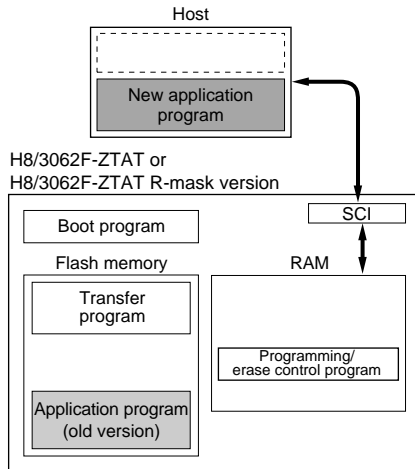 Host
New application
program
H8/3062F-ZTAT or
H8/3062F-ZTAT R-mask version
SCI
Boot program
Flash memory
RAM
Transfer
program
Programming/
erase control program
Application program
(old version)